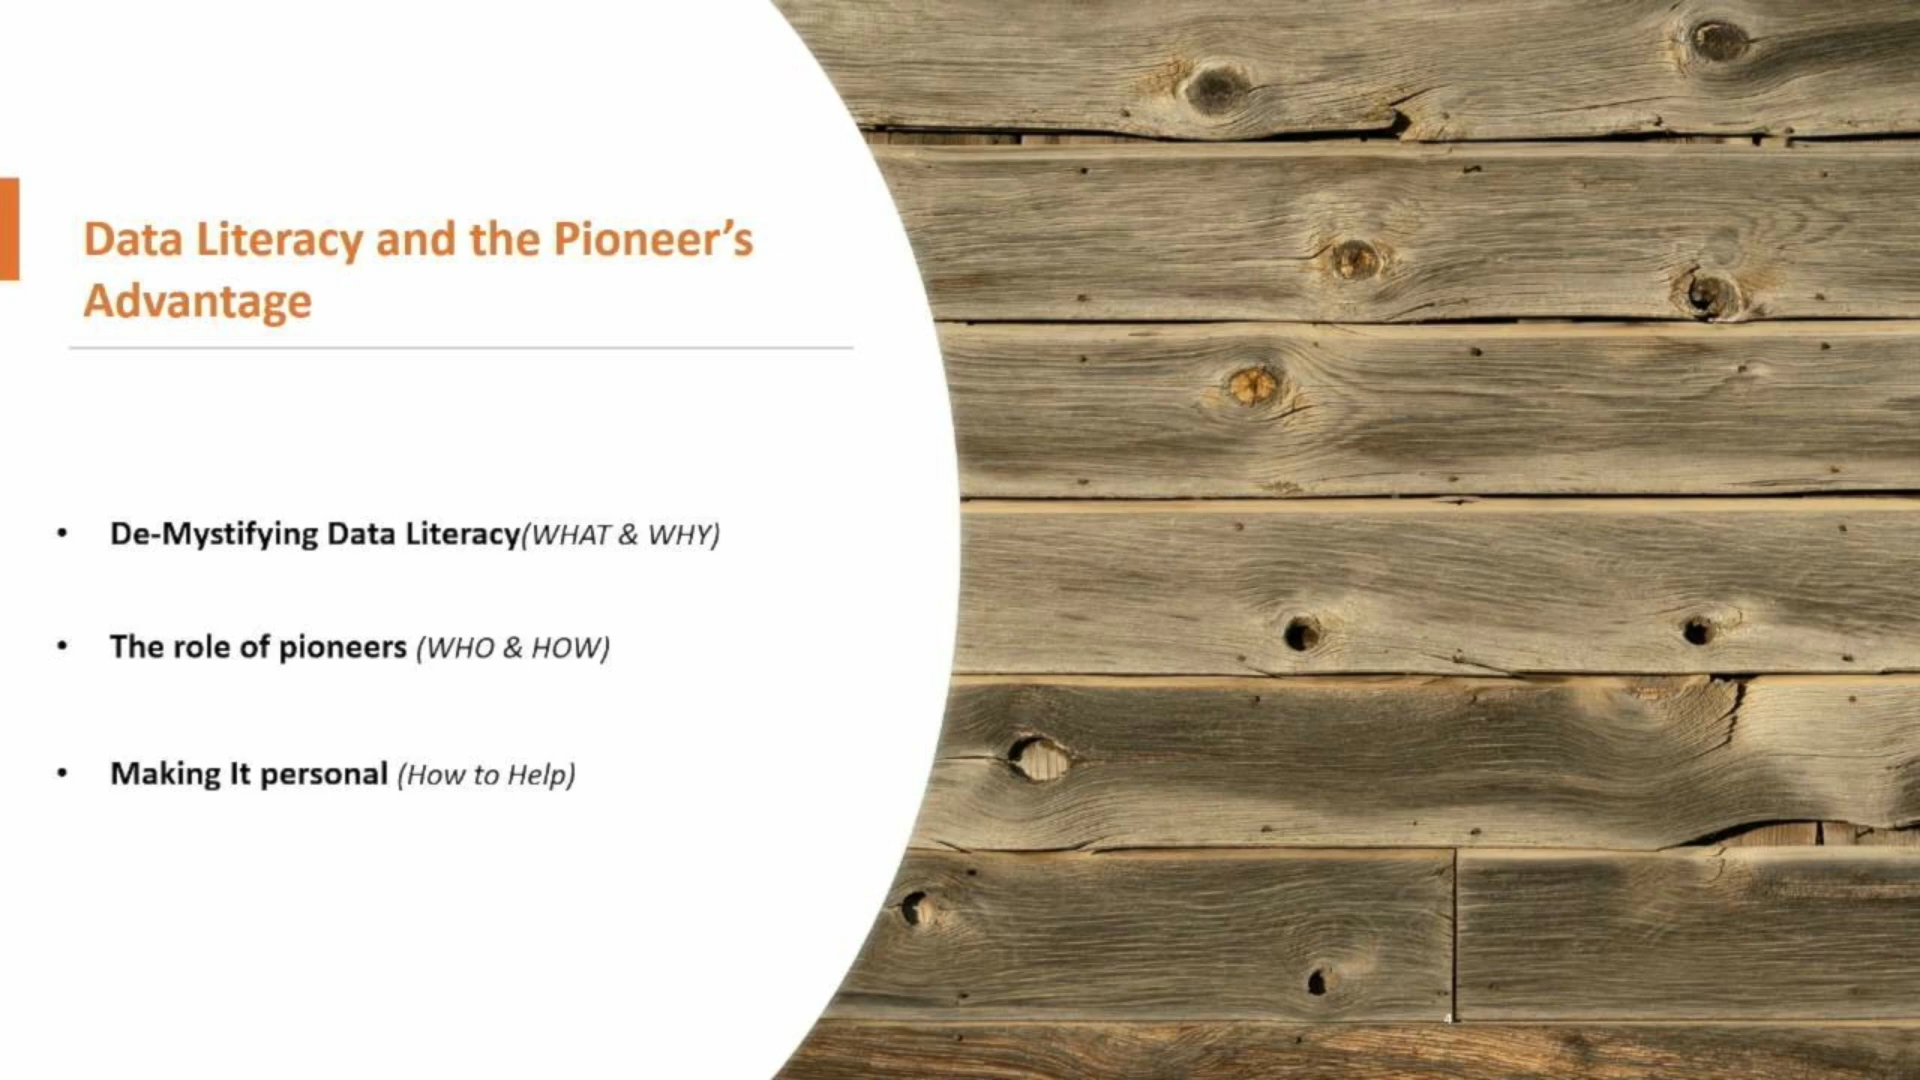 Data Literacy and the Pioneer’s
Advantage
• De-Mystifying Data Literacy(WHAT & WHY)
• The role of pioneers (WHO & HOW)
• Making It personal (How to Help)
4